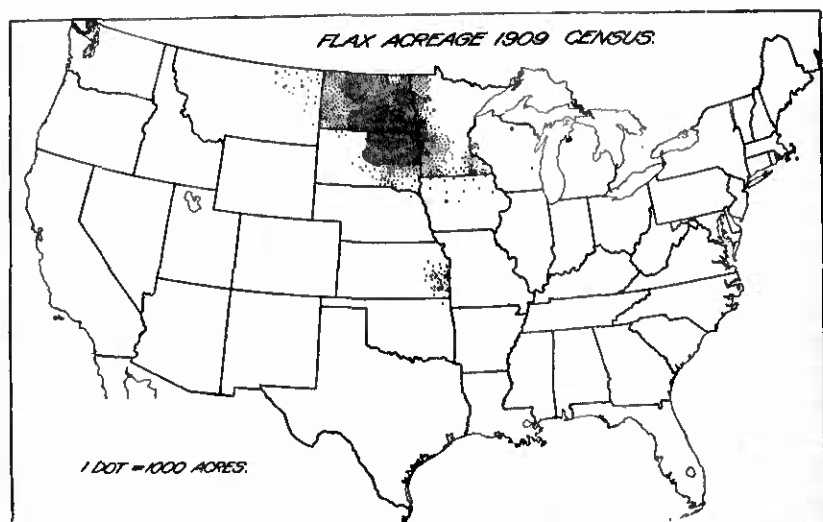 FLAX ACREAGE 1909 CENSUS.
1 DOT = 1000 ACRES.